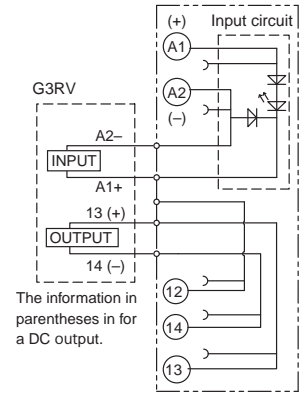 (+)
Input circuit
A1
G3RV
A2
(–)
A2–
INPUT
A1+
13 (+)
OUTPUT
14 (–)
12
The information in
parentheses in for
a DC output.
14
13